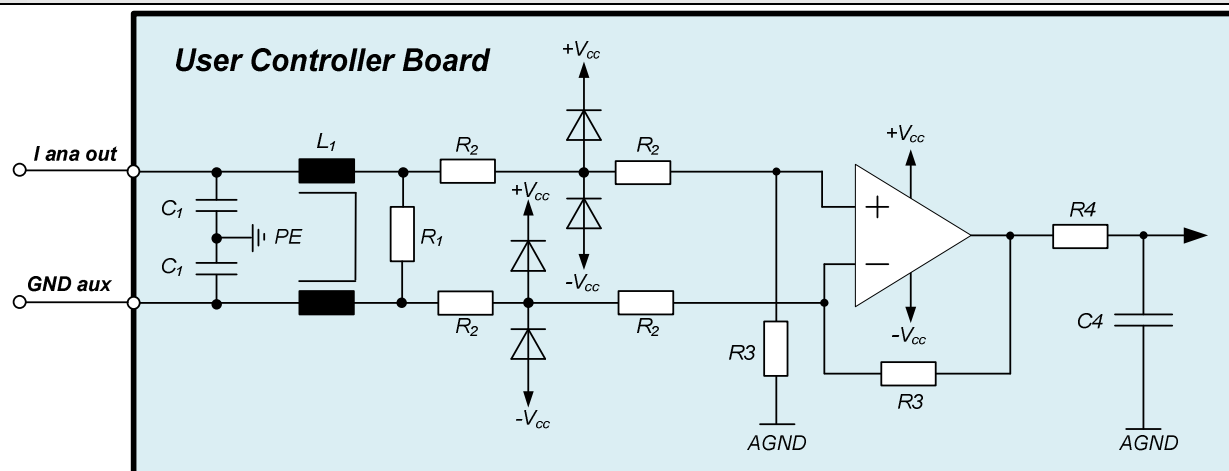 User Controller Board
+Vcc
I ana out
L1
R2
R2
+Vcc
C1
+Vcc
R4
PE
R1
C1
-Vcc
GND aux
R2
R2
-Vcc
C4
R3
R3
-Vcc
AGND
AGND